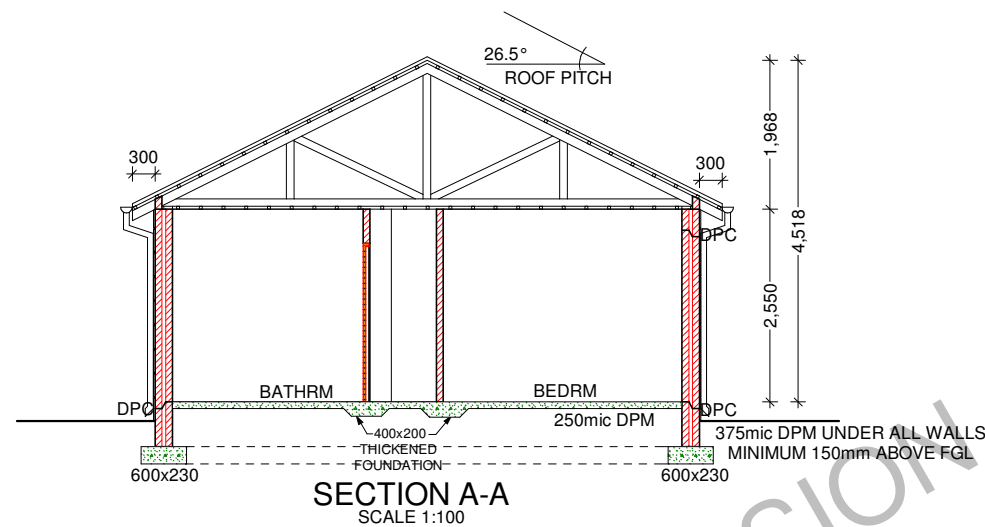 26.5°
ROOF PITCH
300
300
1,968
4,518
2,550
DPC
BATHRM
BEDRM
DPC
DPC
250mic DPM
400x200
THICKENED
FOUNDATION
375mic DPM UNDER ALL WALLS
MINIMUM 150mm ABOVE FGL
600x230
600x230
SECTION A-A
SCALE 1:100
SION